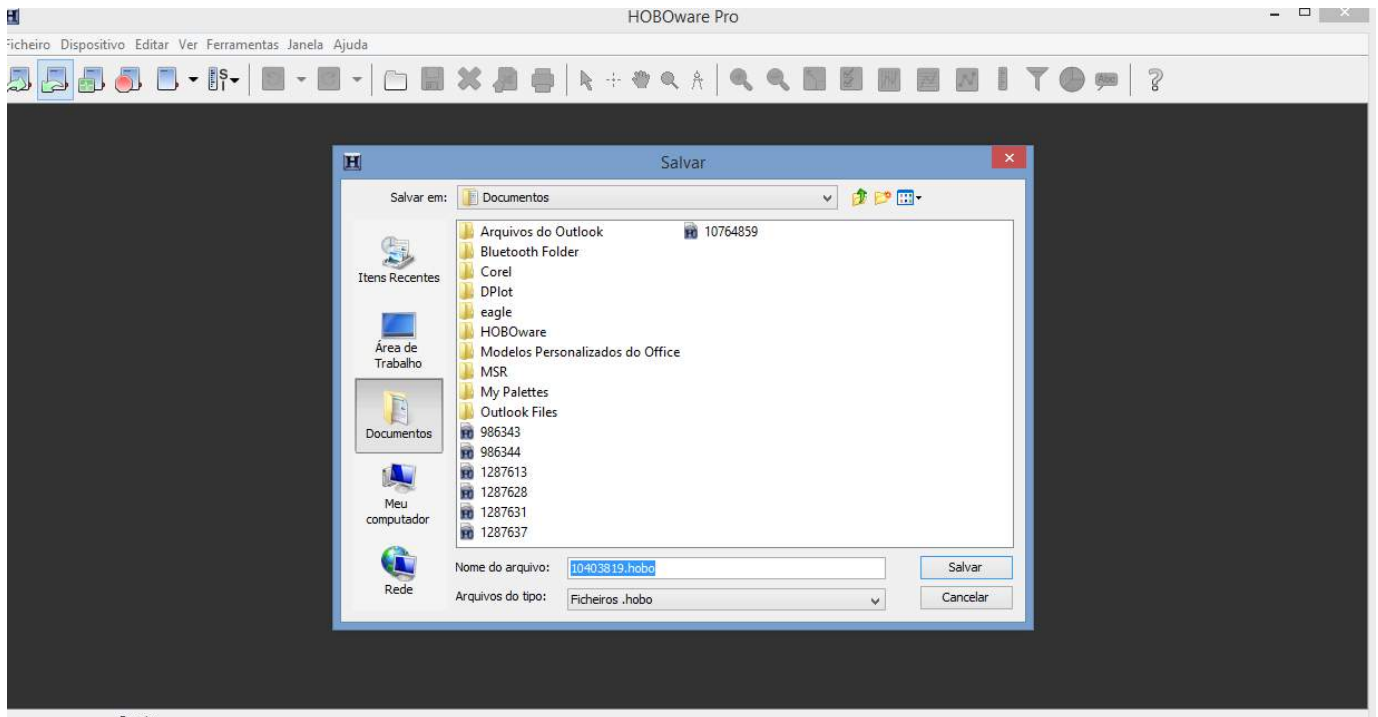 HOBOware Pro
Ficheiro Dispositivo Editar Ver Ferramentas Janela Ajuda
Salvar
Salvar em: Documentos
Itens Recentes
Área de Trabalho
Documentos
Meu computador
Rede
Arquivos do Outlook
Bluetooth Folder
Corel
DPlot
eagle
HOBOware
Modelos Personalizados do Office
MSR
My Palettes
Outlook Files
986343
986344
1287613
1287628
1287631
1287637
10764859
Nome do arquivo: 10403819.hobo Salvar
Arquivos do tipo: Ficheiros .hobo Cancelar